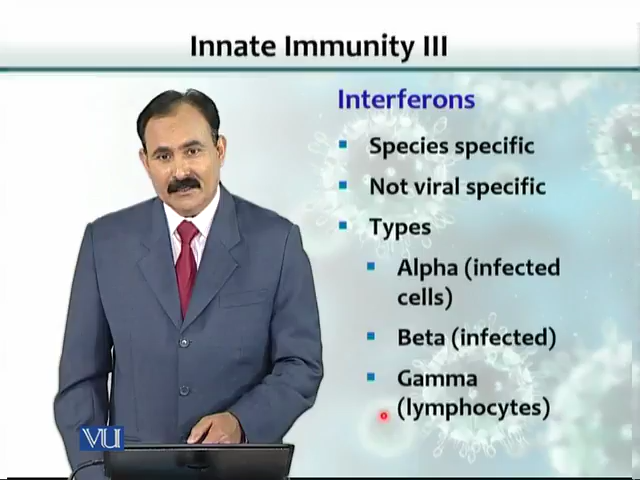 Innate Immunity III
Interferons
Species specific
Not viral specific
Types
Alpha (infected
cells)
Beta (infected)
Gamma
(lymphocytes)
VU